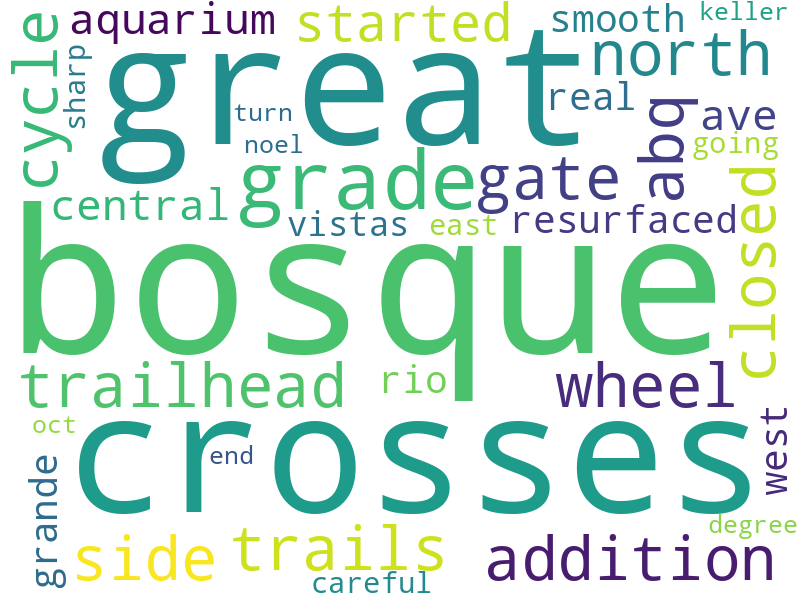 aquarium
started
smooth
keller
cycle
sharp
great
north
turn
real
abq
ave
noel
going
grade
gate
central
vistas
east
resurfaced
closed
bosque
trailhead
rio
wheel
oct
crosses
end
west
grande
side
trails
careful
addition
degree